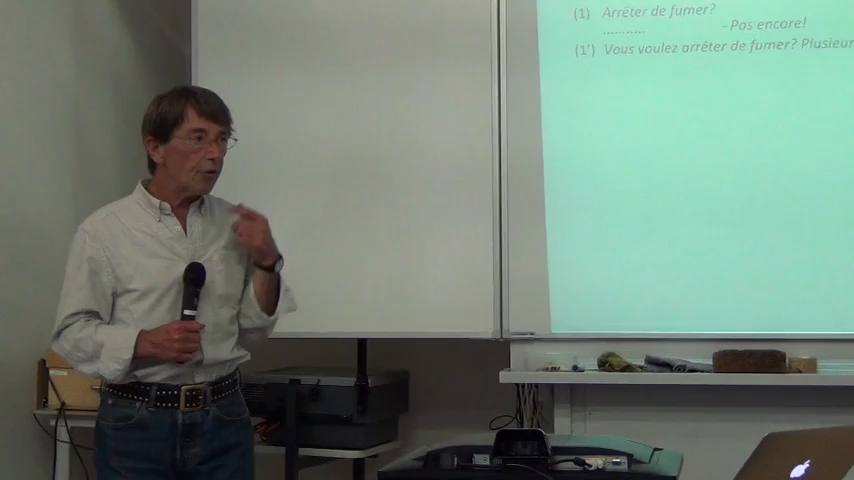 (1) Arrêter de fumer?
........... - Pas encore!
(1') Vous voulez arrêter de fumer? Plusieur